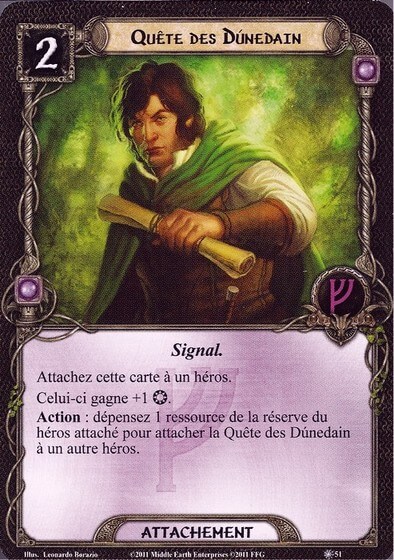 2
QUÊTE DES DÚNEDAIN
Signal.
Attachez cette carte à un héros.
Celui-ci gagne +1
Action : dépensez 1 ressource de la réserve du
héros attaché pour attacher la Quête des Dúnedain
à un autre héros.
ATTACHEMENT
Illus. Leonardo Borazio ©2011 Middle Earth Enterprises ©2011 FFG 51